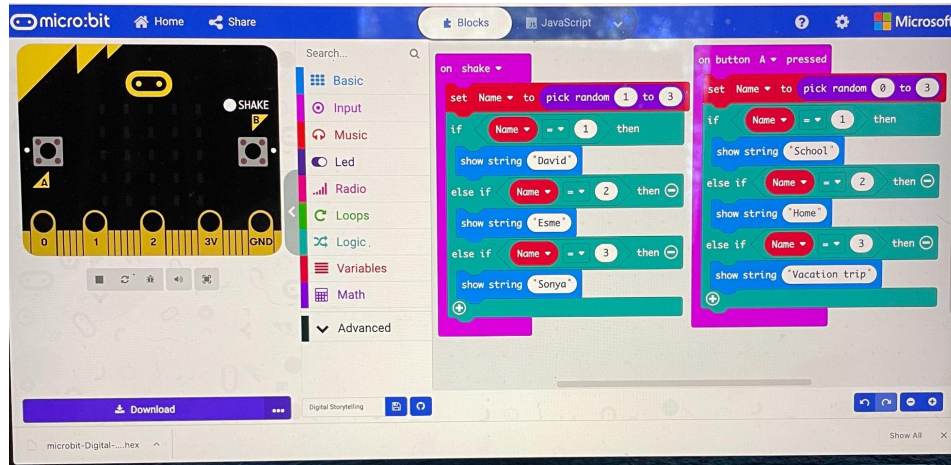 micro:bit Home Share Blocks JavaScript Microsoft
SHAKE
B
A
0 1 2 3V GND
Search...
Basic
Input
Music
Led
Radio
Loops
Logic
Variables
Math
Advanced
on shake
set Name to pick random 1 to 3
if Name = 1 then
show string "David"
else if Name = 2 then
show string "Esme"
else if Name = 3 then
show string "Sonya"
on button A pressed
set Name to pick random 0 to 3
if Name = 1 then
show string "School"
else if Name = 2 then
show string "Home"
else if Name = 3 then
show string "Vacation trip"
Download
Digital Storytelling
microbit-Digital-....hex
Show All